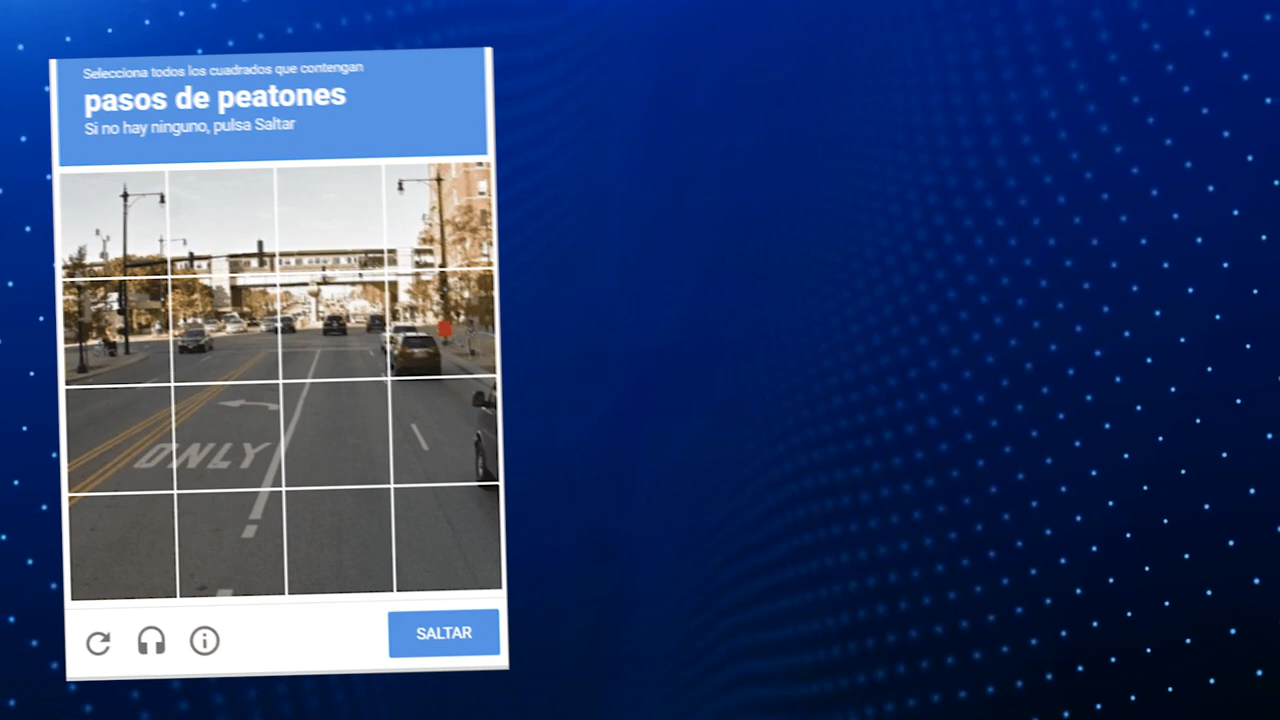 Selecciona todos los cuadrados que contengan
pasos de peatones
Si no hay ninguno, pulsa Saltar
ONLY
SALTAR